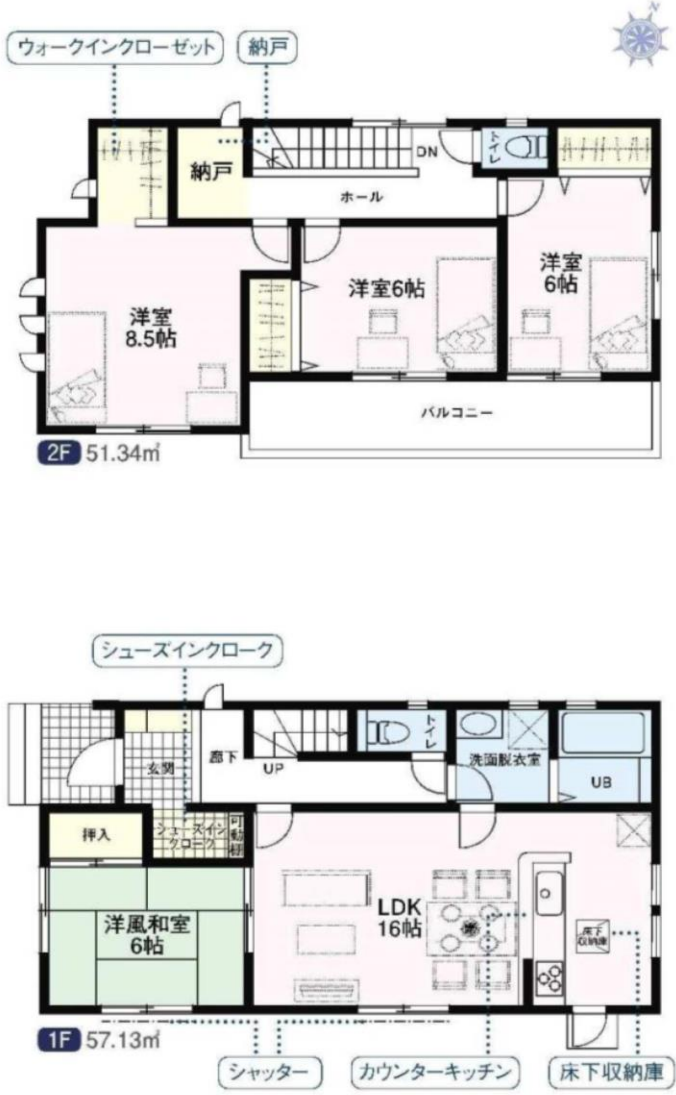 N
ウォークインクローゼット
納戸
納戸
DN
トイレ
ホール
洋室
8.5帖
洋室6帖
洋室
6帖
バルコニー
2F 51.34㎡
シューズインクローク
玄関
廊下
UP
トイレ
洗面脱衣室
UB
押入
シューズイン
クローク
可動棚
洋風和室
6帖
LDK
16帖
床下
収納庫
1F 57.13㎡
シャッター
カウンターキッチン
床下収納庫